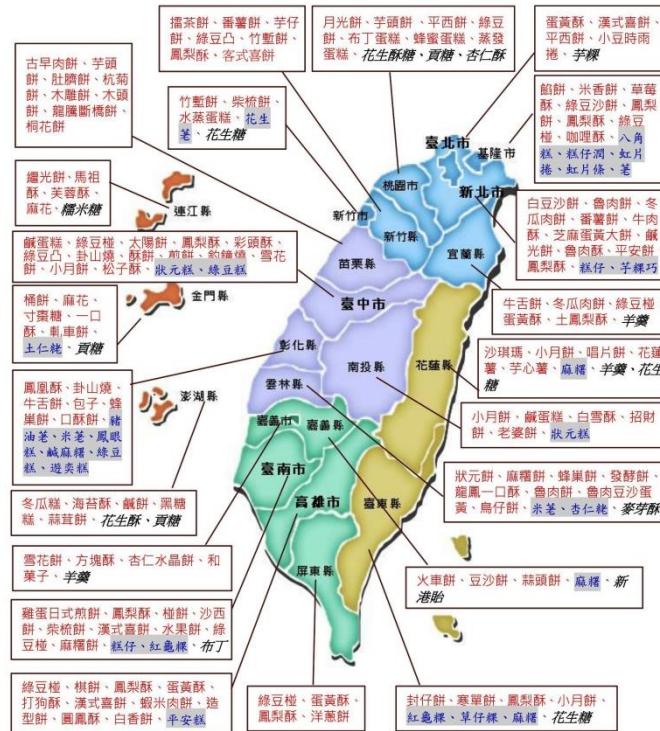 擂茶餅、番薯餅、芋仔
餅、綠豆凸、竹塹餅、
鳳梨酥、客式喜餅
月光餅、芋頭餅、平西餅、綠豆
餅、布丁蛋糕、蜂蜜蛋糕、蒸發
蛋糕、花生酥糖、貢糖、杏仁酥
蛋黃酥、漢式喜餅、
平西餅、小豆時雨
捲、芋粿
古早肉餅、芋頭
餅、肚臍餅、杭菊
餅、木雕餅、木頭
餅、龍騰斷橋餅、
桐花餅
竹塹餅、柴梳餅、
水蒸蛋糕、花生
荖、花生糖
餡餅、米香餅、草莓
酥、綠豆沙餅、鳳梨
餅、鳳梨酥、綠豆
椪、咖哩酥、八角
糕、糕仔潤、虹片
捲、虹片條、荖
臺北市
基隆市
桃園市
新北市
新竹市
新竹縣
宜蘭縣
繼光餅、馬祖
酥、芙蓉酥、
麻花、糯米糖
連江縣
白豆沙餅、魯肉餅、冬
瓜肉餅、番薯餅、牛肉
酥、芝麻蛋黃大餅、鹹
光餅、魯肉酥、平安餅、
鳳梨酥、糕仔、芋粿巧
鹹蛋糕、綠豆椪、太陽餅、鳳梨酥、彩頭酥、
綠豆凸、卦山燒、酥餅、煎餅、釣鐘燒、雪花
餅、小月餅、松子酥、狀元糕、綠豆糕
苗栗縣
臺中市
金門縣
桶餅、麻花、
寸棗糖、一口
酥、車餅、
土仁粩、貢糖
牛舌餅、冬瓜肉餅、綠豆椪
蛋黃酥、土鳳梨酥、羊羹
彰化縣
南投縣
花蓮縣
雲林縣
沙琪瑪、小月餅、唱片餅、花蓮
薯、芋心薯、麻糬、羊羹、花生
糖
鳳凰酥、卦山燒、
牛舌餅、包子、蜂
巢餅、口酥餅、豬
油荖、米荖、鳳眼
糕、鹹麻糬、綠豆
糕、遊奕糕
澎湖縣
小月餅、鹹蛋糕、白雪酥、招財
餅、老婆餅、狀元糕
嘉義市
嘉義縣
臺南市
高雄市
臺東縣
屏東縣
狀元餅、麻糬餅、蜂巢餅、發酵餅、
龍鳳一口酥、魯肉餅、魯肉豆沙蛋
黃、鳥仔餅、米荖、杏仁粩、麥芽酥
冬瓜糕、海苔酥、鹹餅、黑糖
糕、蒜茸餅、花生酥、貢糖
雪花餅、方塊酥、杏仁水晶餅、和
菓子、羊羹
火車餅、豆沙餅、蒜頭餅、麻糬、新
港飴
雞蛋日式煎餅、鳳梨酥、椪餅、沙西
餅、柴梳餅、漢式喜餅、水果餅、綠
豆椪、麻糬餅、糕仔、紅龜粿、布丁
綠豆椪、棋餅、鳳梨酥、蛋黃酥、
打狗酥、漢式喜餅、蝦米肉餅、造
型餅、圓鳳酥、白香餅、平安糕
綠豆椪、蛋黃酥、
鳳梨酥、洋蔥餅
封仔餅、寒單餅、鳳梨酥、小月餅、
紅龜粿、草仔粿、麻糬、花生糖